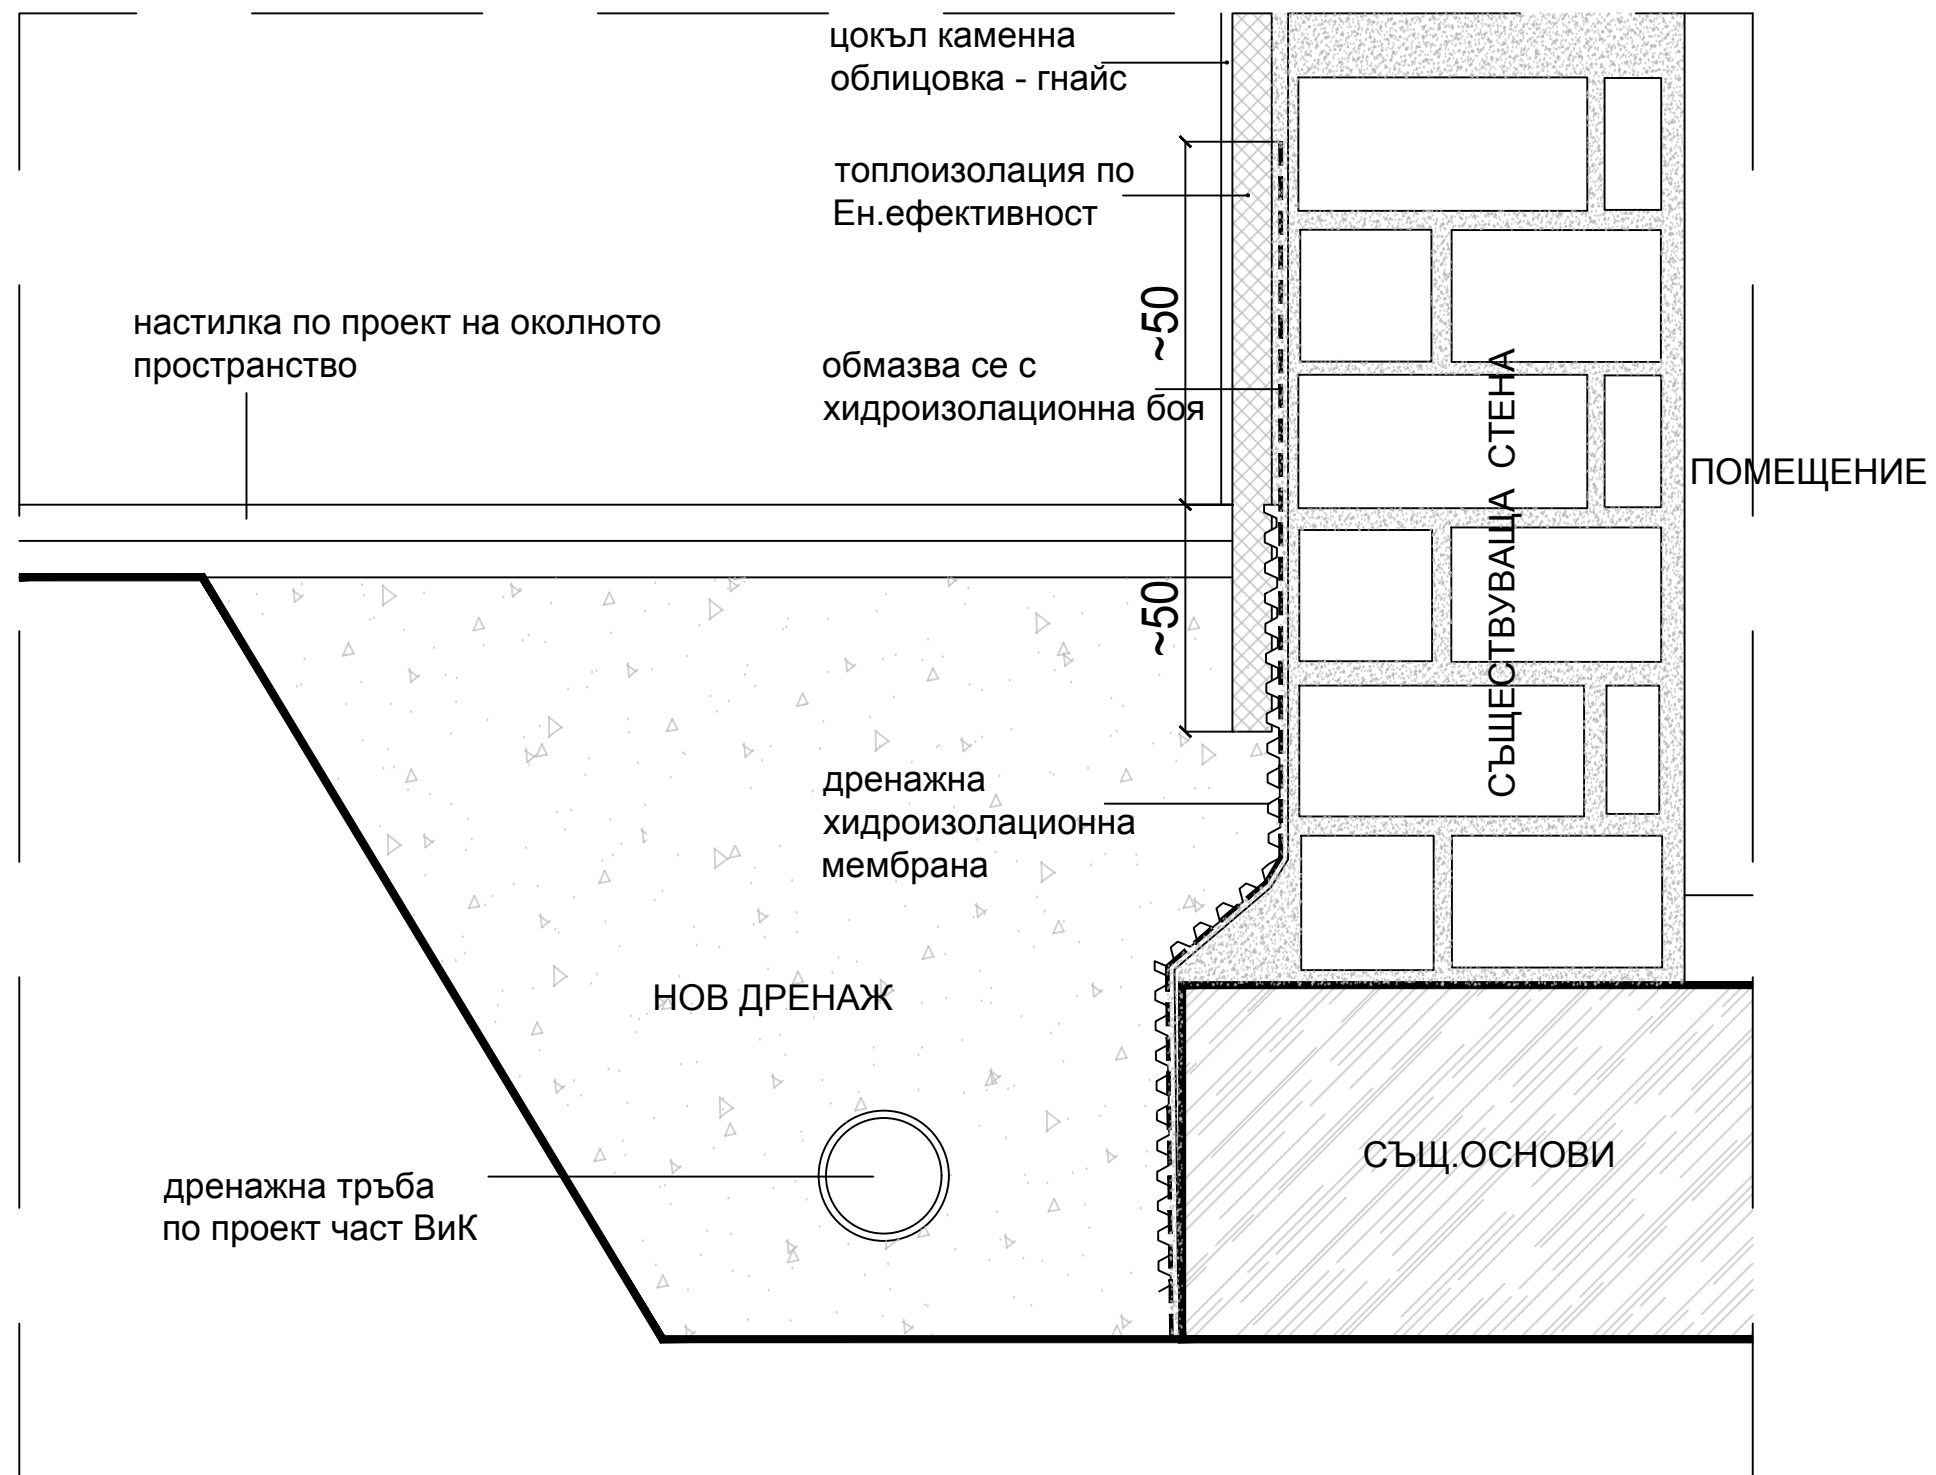 цокъл каменна
облицовка - гнайс
топлоизолация по
Ен.ефективност
~50
настилка по проект на околното
пространство
обмазва се с
хидроизолационна боя
СЪЩЕСТВУВАЩА СТЕНА
ПОМЕЩЕНИЕ
~50
дренажна
хидроизолационна
мембрана
НОВ ДРЕНАЖ
СЪЩ.ОСНОВИ
дренажна тръба
по проект част ВиК